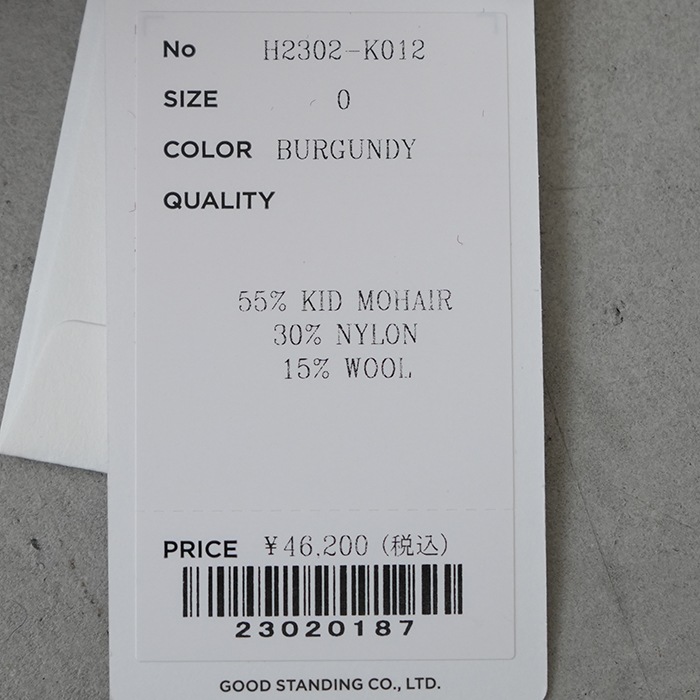 No H2302-K012
SIZE 0
COLOR BURGUNDY
QUALITY
55% KID MOHAIR
30% NYLON
15% WOOL
PRICE ¥46,200 (税込)
23020187
GOOD STANDING CO., LTD.